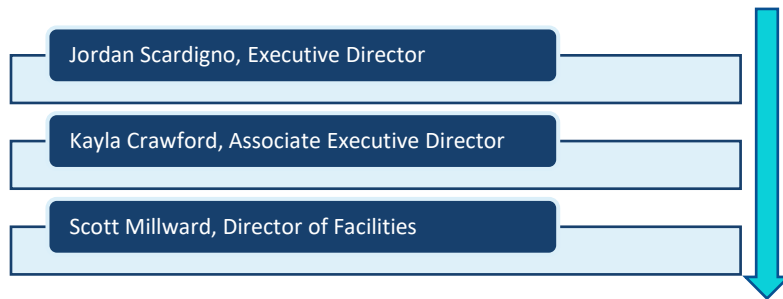 Jordan Scardigno, Executive Director
Kayla Crawford, Associate Executive Director
Scott Millward, Director of Facilities